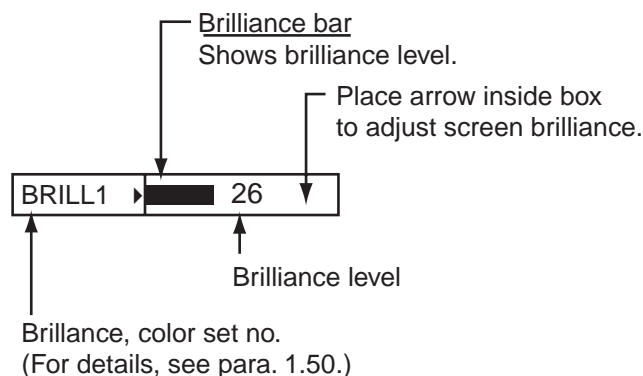 Brilliance bar
Shows brilliance level.
Place arrow inside box
to adjust screen brilliance.
BRILL1 26
Brilliance level
Brillance, color set no.
(For details, see para. 1.50.)